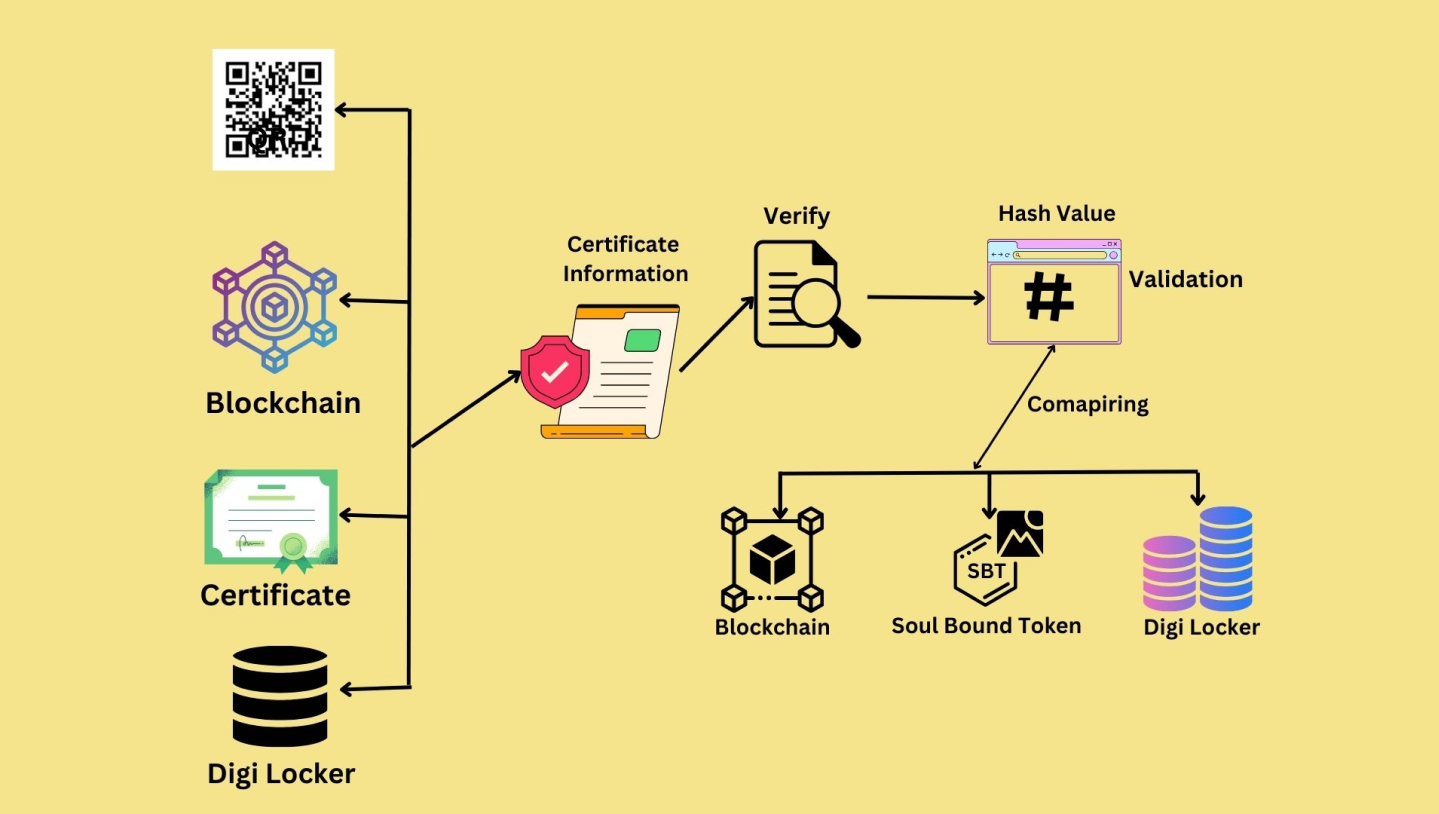 QR
Blockchain
Certificate
Digi Locker
Certificate
Information
Verify
Hash Value
#
Validation
Comapiring
Blockchain
SBT
Soul Bound Token
Digi Locker